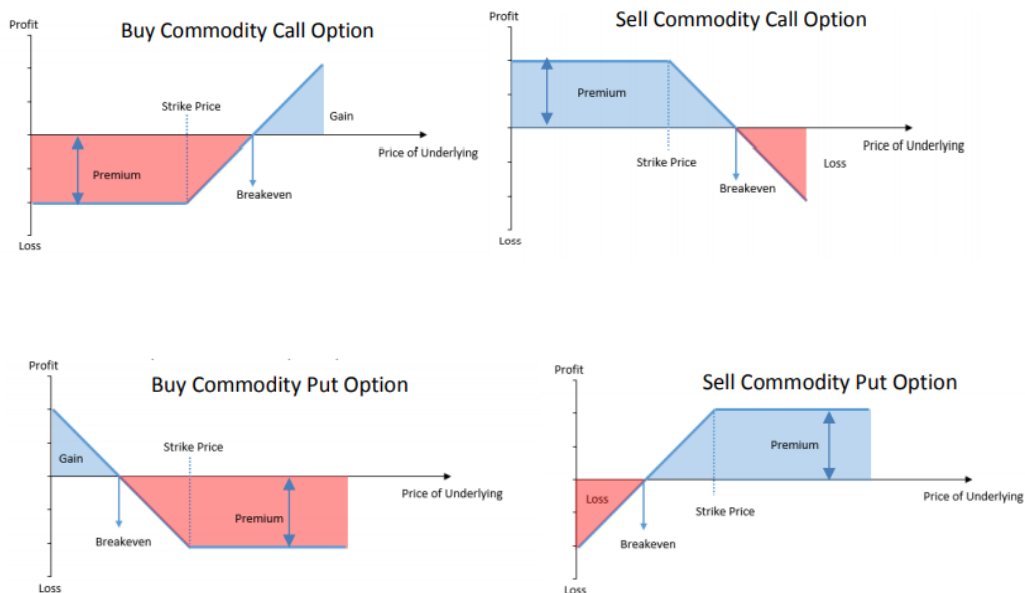 Profit
Buy Commodity Call Option
Strike Price
Gain
Price of Underlying
Premium
Breakeven
Loss
Profit
Sell Commodity Call Option
Premium
Price of Underlying
Strike Price
Loss
Breakeven
Loss
Profit
Buy Commodity Put Option
Strike Price
Gain
Price of Underlying
Premium
Breakeven
Loss
Profit
Sell Commodity Put Option
Premium
Loss
Price of Underlying
Strike Price
Breakeven
Loss